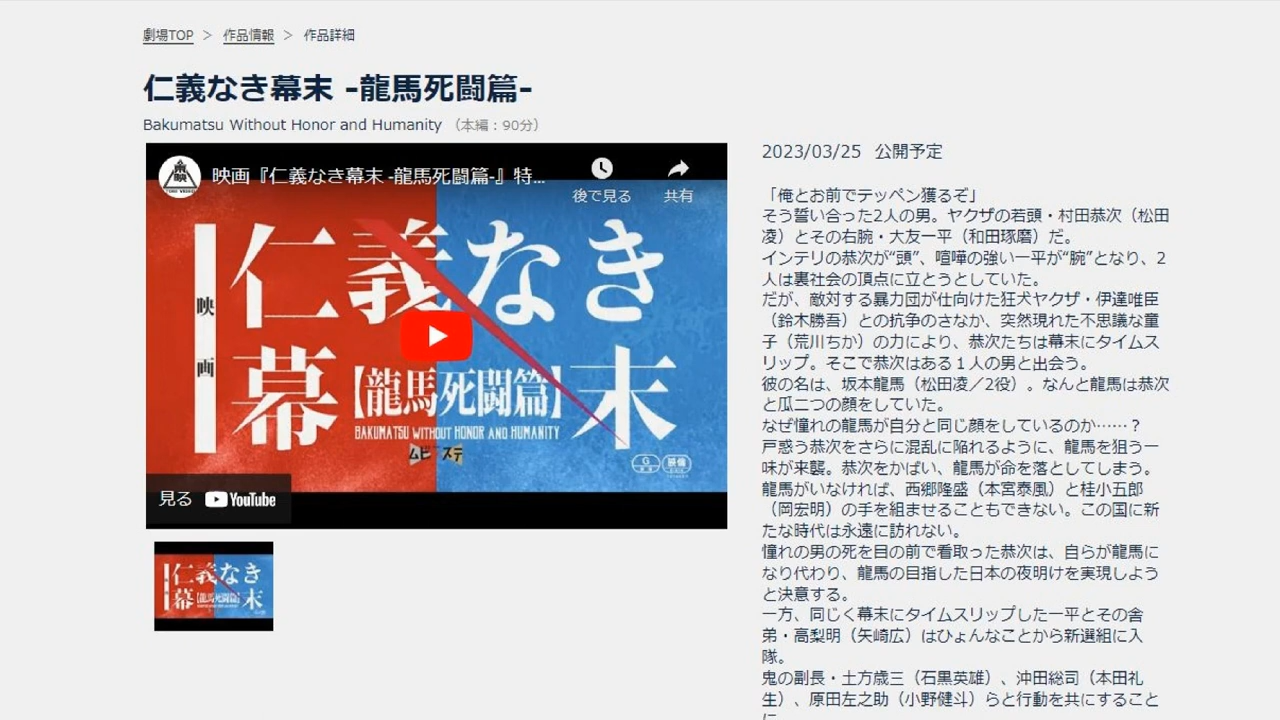 劇場TOP > 作品情報 > 作品詳細
仁義なき幕末 -龍馬死闘篇-
Bakumatsu Without Honor and Humanity （本編：90分）
映画『仁義なき幕末 -龍馬死闘篇-』特...
後で見る
共有
映画
仁義なき
幕末
【龍馬死闘篇】
BAKUMATSU WITHOUT HONOR AND HUMANITY
ムビ×ステ
G
映倫
見る YouTube
仁義なき
幕【龍馬死闘篇】末
2023/03/25 公開予定
「俺とお前でテッペン獲るぞ」
そう誓い合った2人の男。ヤクザの若頭・村田恭次（松田
凌）とその右腕・大友一平（和田琢磨）だ。
インテリの恭次が“頭”、喧嘩の強い一平が“腕”となり、2
人は裏社会の頂点に立とうとしていた。
だが、敵対する暴力団が仕向けた狂犬ヤクザ・伊達唯臣
（鈴木勝吾）との抗争のさなか、突然現れた不思議な童
子（荒川ちか）の力により、恭次たちは幕末にタイムス
リップ。そこで恭次はある１人の男と出会う。
彼の名は、坂本龍馬（松田凌／2役）。なんと龍馬は恭次
と瓜二つの顔をしていた。
なぜ憧れの龍馬が自分と同じ顔をしているのか……？
戸惑う恭次をさらに混乱に陥れるように、龍馬を狙う一
味が来襲。恭次をかばい、龍馬が命を落としてしまう。
龍馬がいなければ、西郷隆盛（本宮泰風）と桂小五郎
（岡宏明）の手を組ませることもできない。この国に新
たな時代は永遠に訪れない。
憧れの男の死を目の前で看取った恭次は、自らが龍馬に
なり代わり、龍馬の目指した日本の夜明けを実現しよう
と決意する。
一方、同じく幕末にタイムスリップした一平とその舎
弟・高梨明（矢崎広）はひょんなことから新選組に入
隊。
鬼の副長・土方歳三（石黒英雄）、沖田総司（本田礼
生）、原田左之助（小野健斗）らと行動を共にすること
に